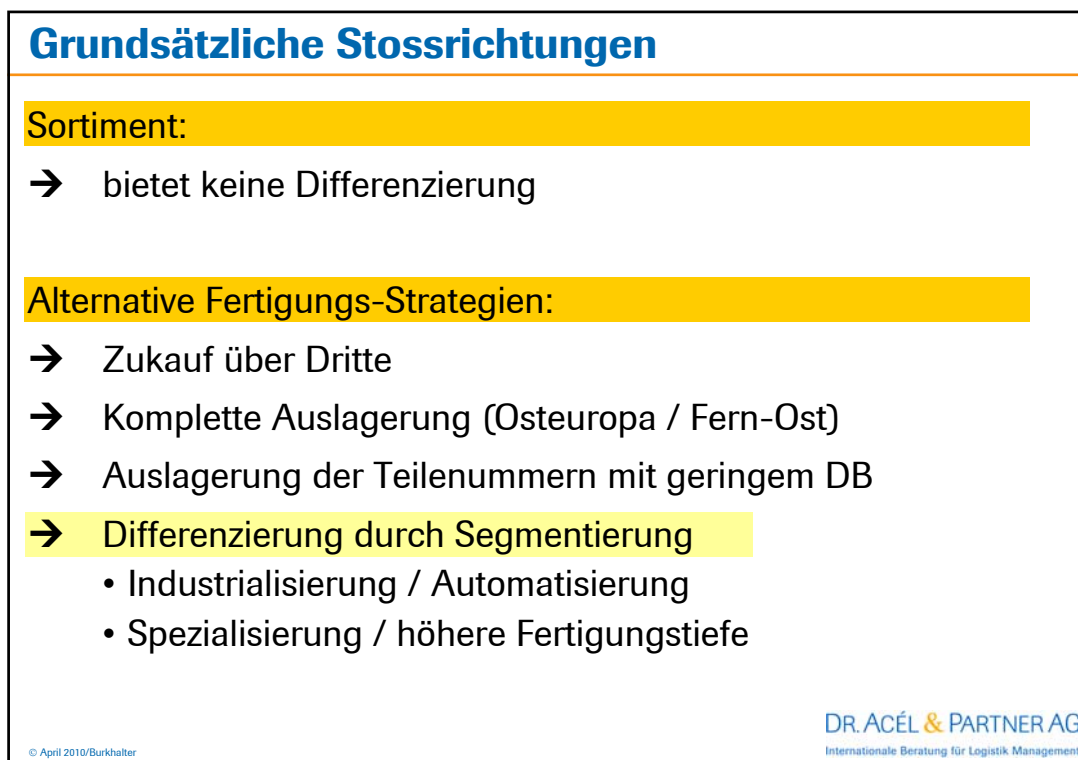 Grundsätzliche Stossrichtungen
Sortiment:
→ bietet keine Differenzierung
Alternative Fertigungs-Strategien:
→ Zukauf über Dritte
→ Komplette Auslagerung (Osteuropa / Fern-Ost)
→ Auslagerung der Teilenummern mit geringem DB
→ Differenzierung durch Segmentierung
• Industrialisierung / Automatisierung
• Spezialisierung / höhere Fertigungstiefe
DR. ACÉL & PARTNER AG
Internationale Beratung für Logistik Management
© April 2010/Burkhalter